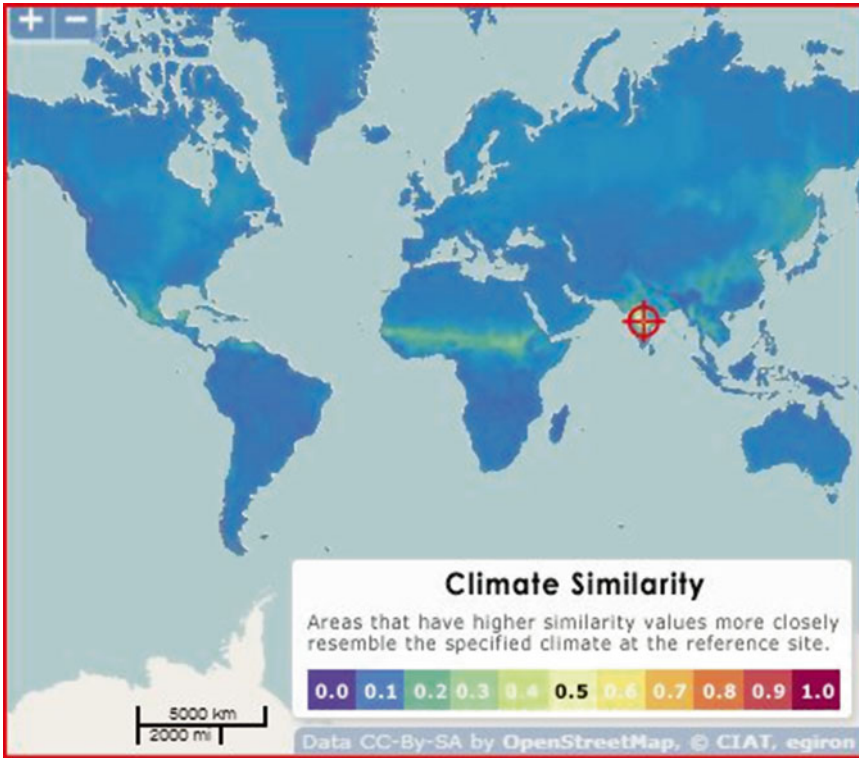 + −
Climate Similarity
Areas that have higher similarity values more closely
resemble the specified climate at the reference site.
0.0 0.1 0.2 0.3 0.4 0.5 0.6 0.7 0.8 0.9 1.0
5000 km
2000 mi
Data CC-By-SA by OpenStreetMap, © CIAT, egiron